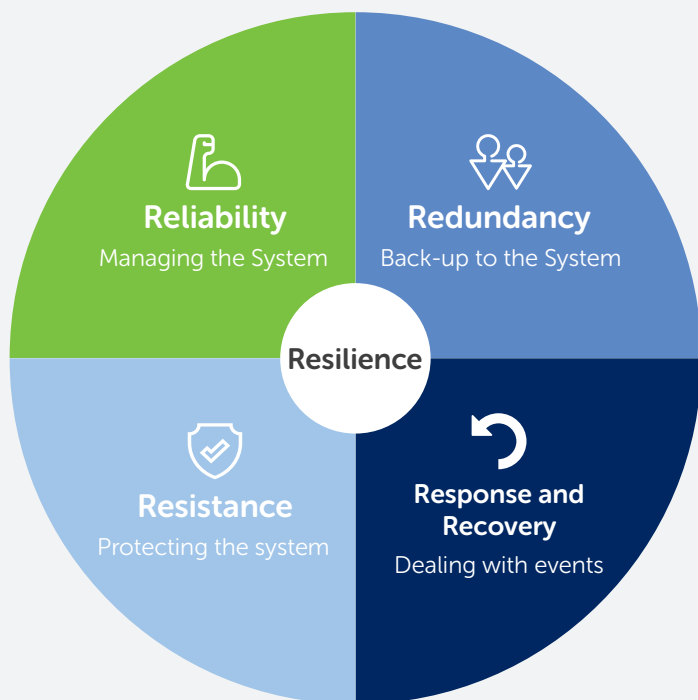 Reliability
Managing the System
Redundancy
Back-up to the System
Resilience
Resistance
Protecting the system
Response and
Recovery
Dealing with events